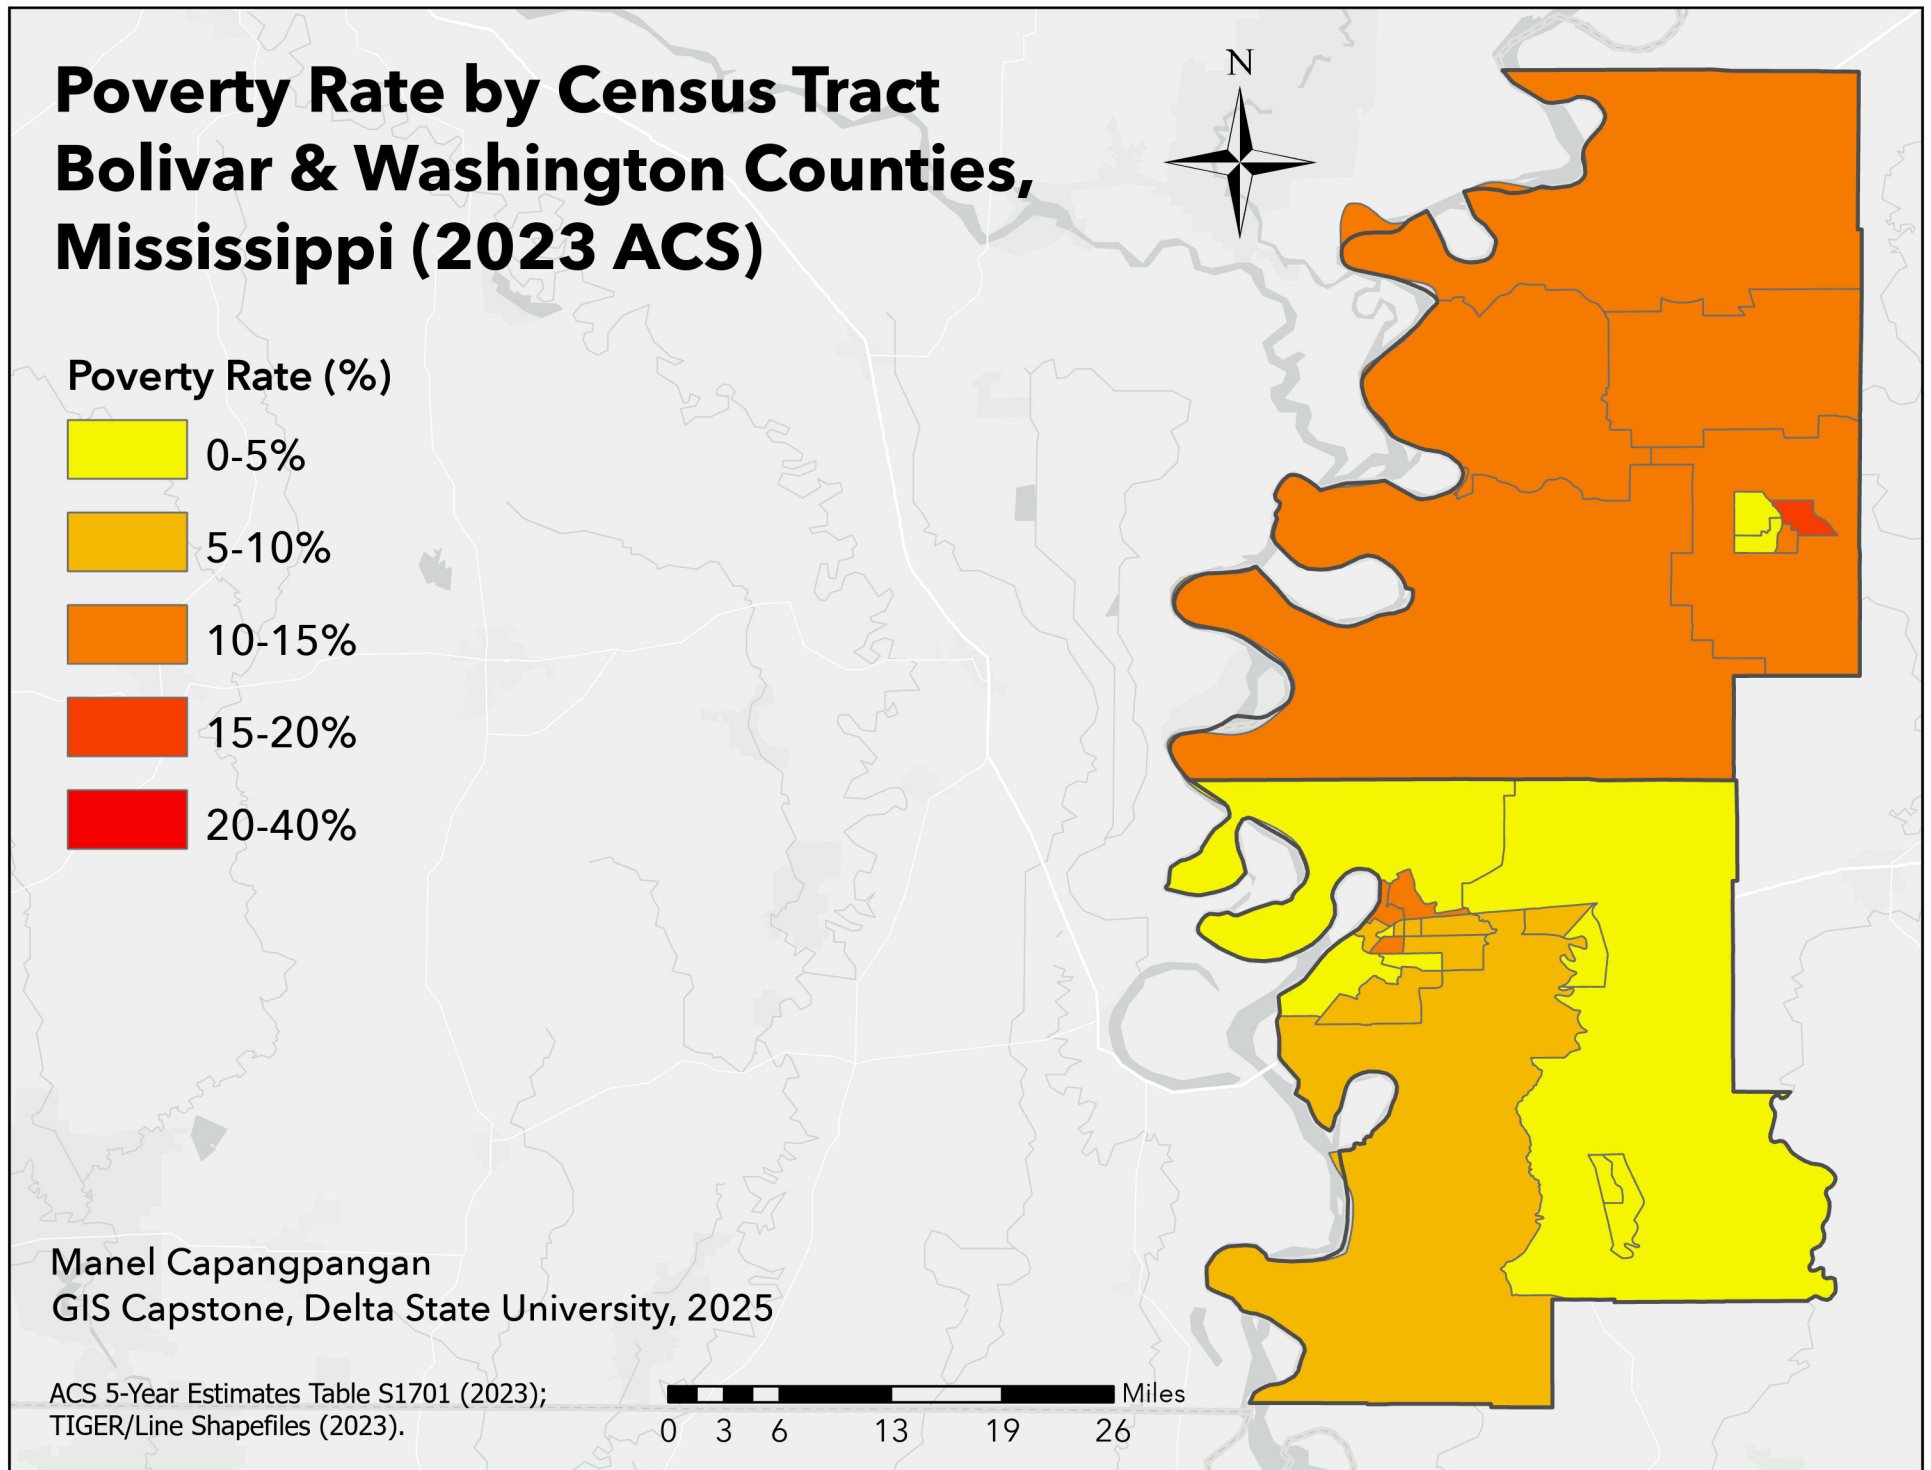 Poverty Rate by Census Tract
Bolivar & Washington Counties,
Mississippi (2023 ACS)
N
Poverty Rate (%)
0-5%
5-10%
10-15%
15-20%
20-40%
Manel Capangpangan
GIS Capstone, Delta State University, 2025
ACS 5-Year Estimates Table S1701 (2023);
TIGER/Line Shapefiles (2023).
Miles
0 3 6 13 19 26